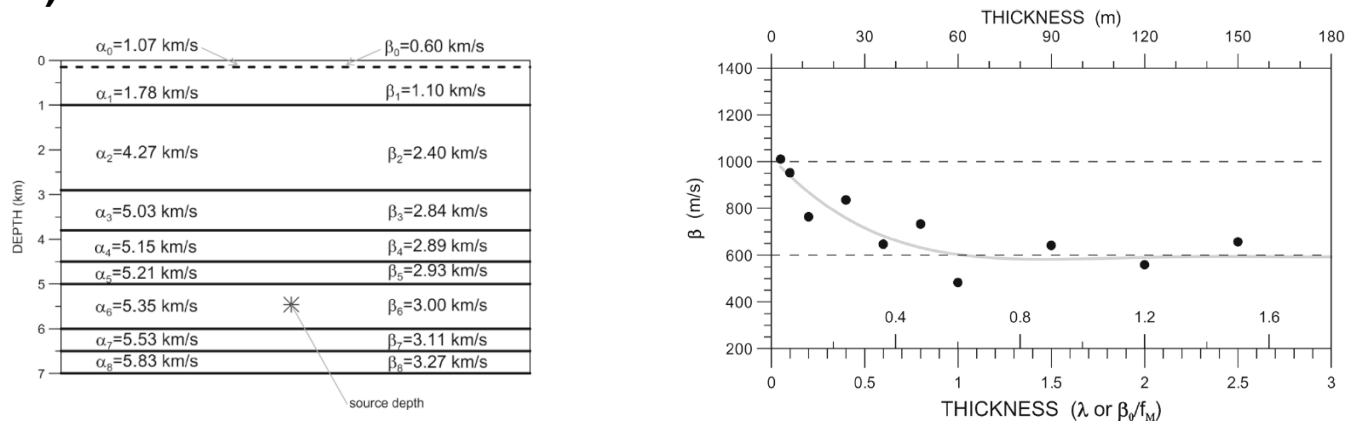 α₀=1.07 km/s β₀=0.60 km/s
0
α₁=1.78 km/s β₁=1.10 km/s
1
α₂=4.27 km/s β₂=2.40 km/s
2
3
α₃=5.03 km/s β₃=2.84 km/s
4
α₄=5.15 km/s β₄=2.89 km/s
α₅=5.21 km/s β₅=2.93 km/s
5
α₆=5.35 km/s β₆=3.00 km/s
6
α₇=5.53 km/s β₇=3.11 km/s
α₈=5.83 km/s β₈=3.27 km/s
7
DEPTH (km)
source depth
THICKNESS (m)
0 30 60 90 120 150 180
1400
1200
1000
800
600
400
200
β (m/s)
0.4 0.8 1.2 1.6
0 0.5 1 1.5 2 2.5 3
THICKNESS (λ or β₀/f_M)